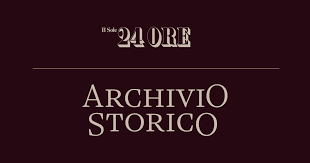 Il Sole
24 ORE
ARCHIVIO
STORICO